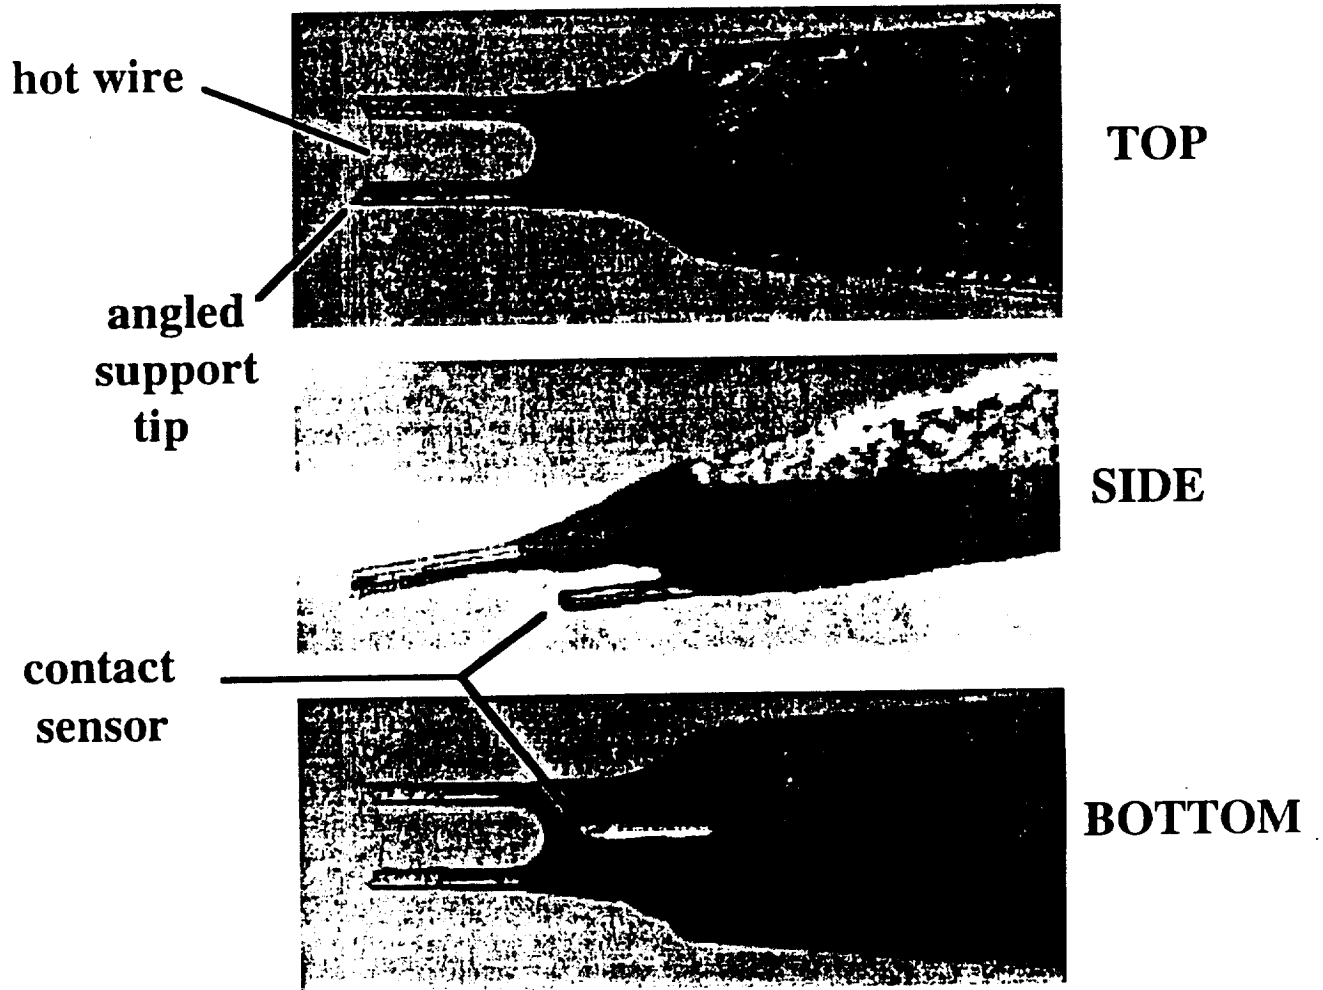 hot wire
TOP
angled
support
tip
SIDE
contact
sensor
BOTTOM